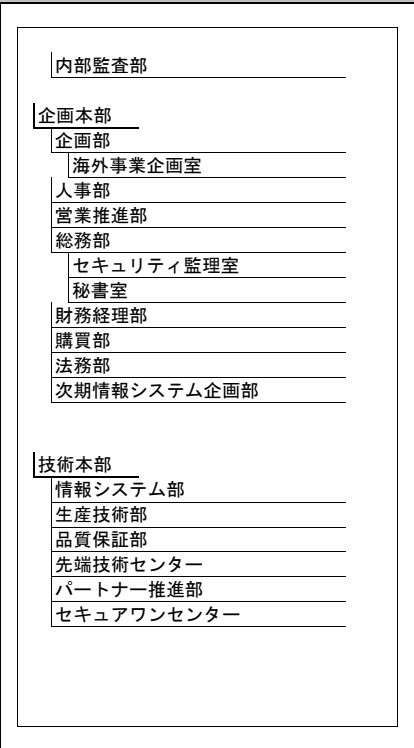 内部監査部
企画本部
企画部
海外事業企画室
人事部
営業推進部
総務部
セキュリティ監理室
秘書室
財務経理部
購買部
法務部
次期情報システム企画部
技術本部
情報システム部
生産技術部
品質保証部
先端技術センター
パートナー推進部
セキュアワンセンター